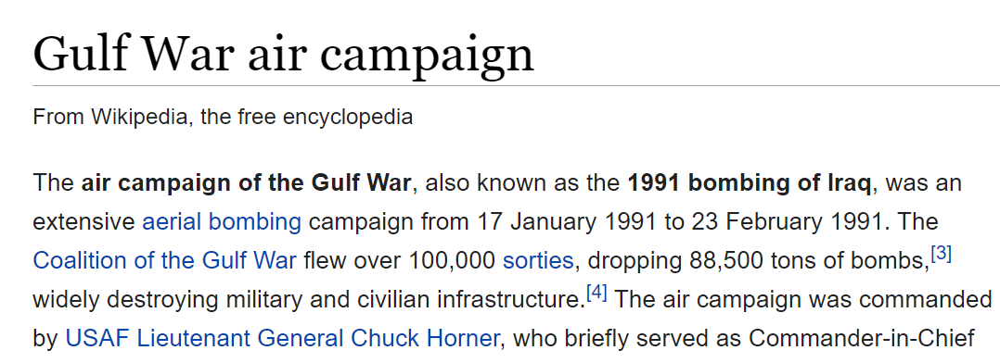 Gulf War air campaign
From Wikipedia, the free encyclopedia
The air campaign of the Gulf War, also known as the 1991 bombing of Iraq, was an
extensive aerial bombing campaign from 17 January 1991 to 23 February 1991. The
Coalition of the Gulf War flew over 100,000 sorties, dropping 88,500 tons of bombs,[3]
widely destroying military and civilian infrastructure.[4] The air campaign was commanded
by USAF Lieutenant General Chuck Horner, who briefly served as Commander-in-Chief